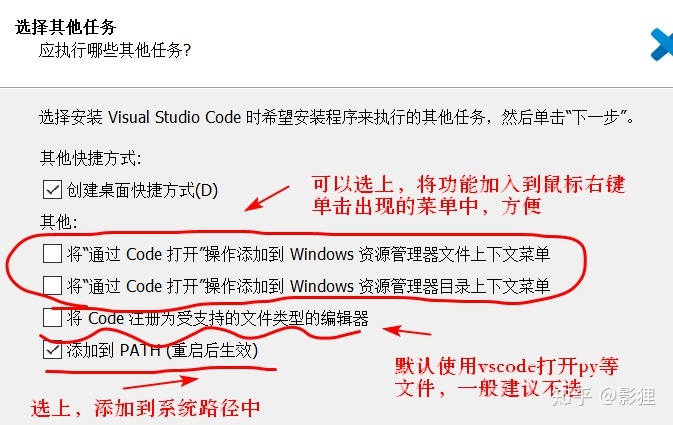 选择其他任务
应执行哪些其他任务?
选择安装 Visual Studio Code 时希望安装程序来执行的其他任务，然后单击“下一步”。
其他快捷方式:
创建桌面快捷方式(D)
可以选上，将功能加入到鼠标右键
单击出现的菜单中，方便
其他:
将“通过 Code 打开”操作添加到 Windows 资源管理器文件上下文菜单
将“通过 Code 打开”操作添加到 Windows 资源管理器目录上下文菜单
将 Code 注册为受支持的文件类型的编辑器
添加到 PATH (重启后生效)
默认使用vscode打开py等
文件，一般建议不选
选上，添加到系统路径中
知乎 @影狸